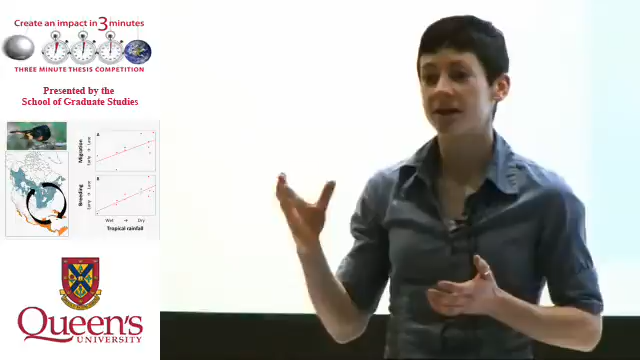 Create an impact in 3 minutes
THREE MINUTE THESIS COMPETITION
Presented by the
School of Graduate Studies
A
Migration
Early → Late
B
Breeding
Early → Late
Wet → Dry
Tropical rainfall
Queen's
UNIVERSITY